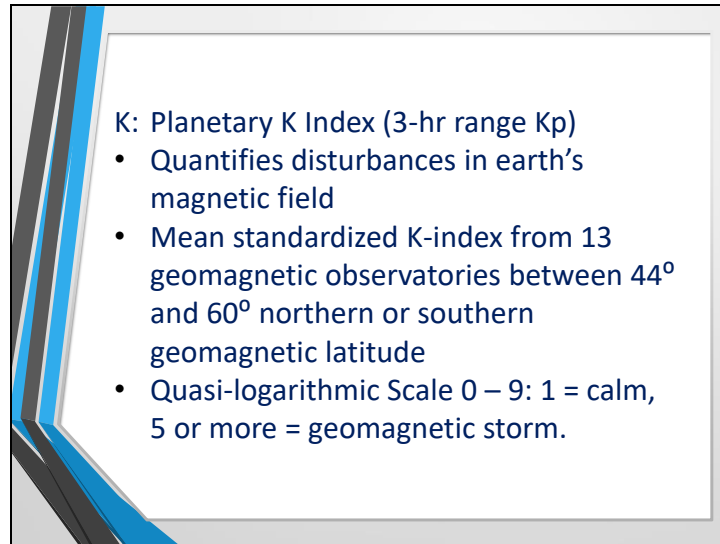 K: Planetary K Index (3-hr range Kp)
• Quantifies disturbances in earth’s
magnetic field
• Mean standardized K-index from 13
geomagnetic observatories between 44⁰
and 60⁰ northern or southern
geomagnetic latitude
• Quasi-logarithmic Scale 0 – 9: 1 = calm,
5 or more = geomagnetic storm.